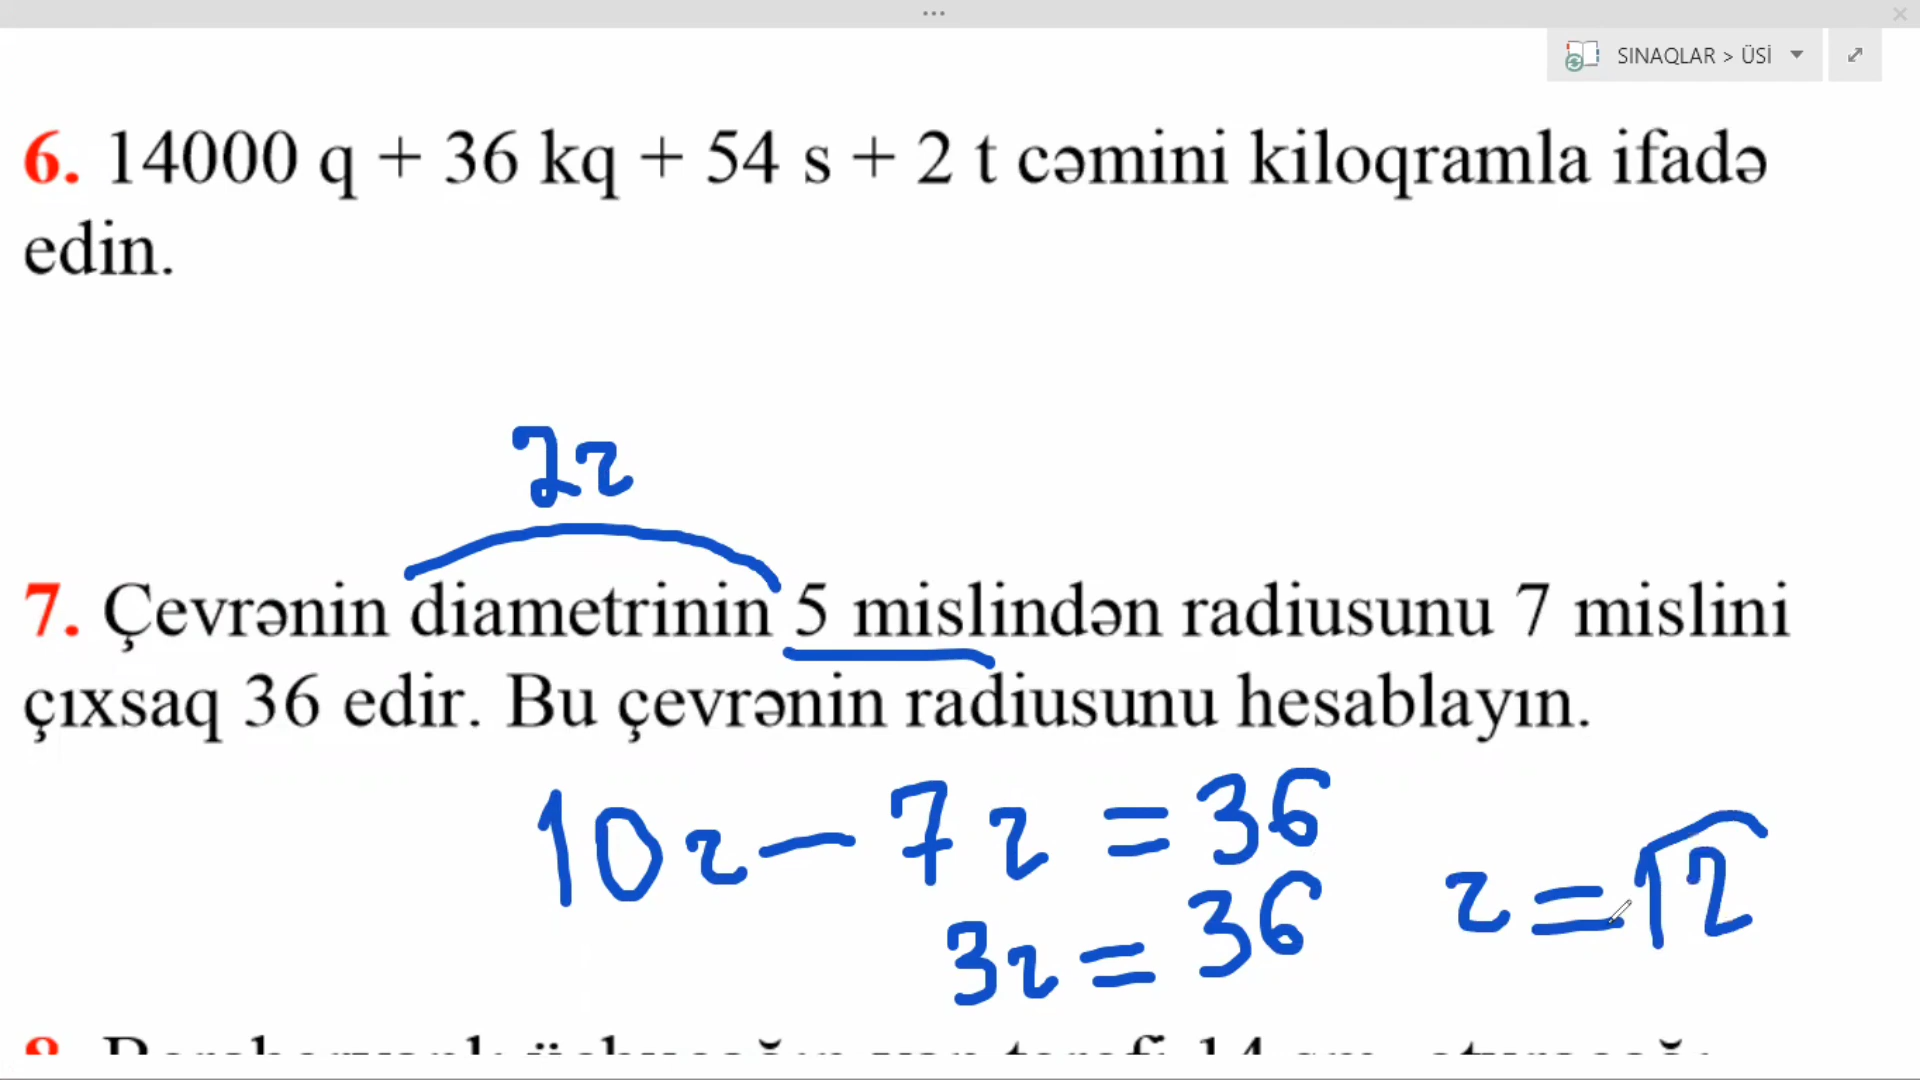 SINAQLAR > ÜSİ
6. 14000 q + 36 kq + 54 s + 2 t cəmini kiloqramla ifadə
edin.
2r
7. Çevrənin diametrinin 5 mislindən radiusunu 7 mislini
çıxsaq 36 edir. Bu çevrənin radiusunu hesablayın.
10r − 7r = 36
3r = 36
r = 12